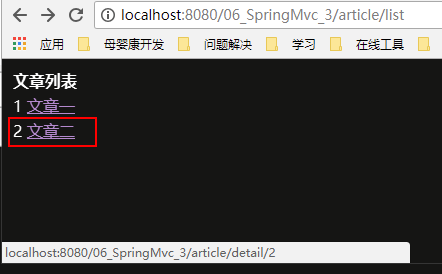 localhost:8080/06_SpringMvc_3/article/list
应用 母婴康开发 问题解决 学习 在线工具
文章列表
1 文章一
2 文章二
localhost:8080/06_SpringMvc_3/article/detail/2